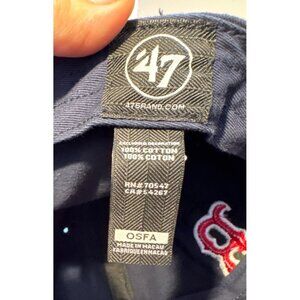 '47
47BRAND.COM
EXCLUSIVE DECORATION
100% COTTON
100% COTON
RN#70547
CA#54267
OSFA
MADE IN MACAU
FABRIQUÉ EN MACAU
B